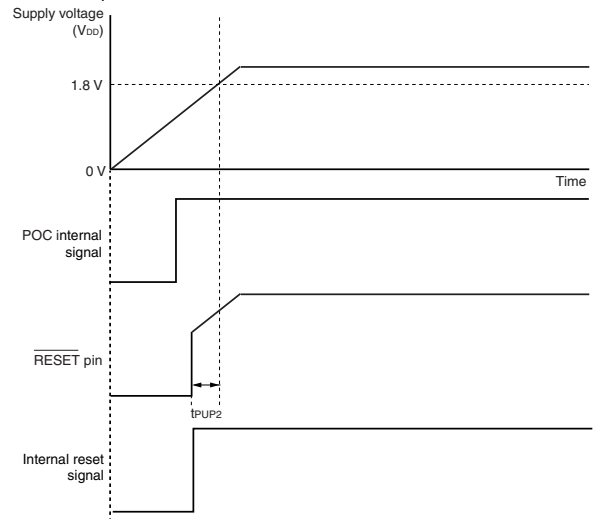 Supply voltage
(VDD)
1.8 V
0 V
Time
POC internal
signal
RESET pin
tPUP2
Internal reset
signal